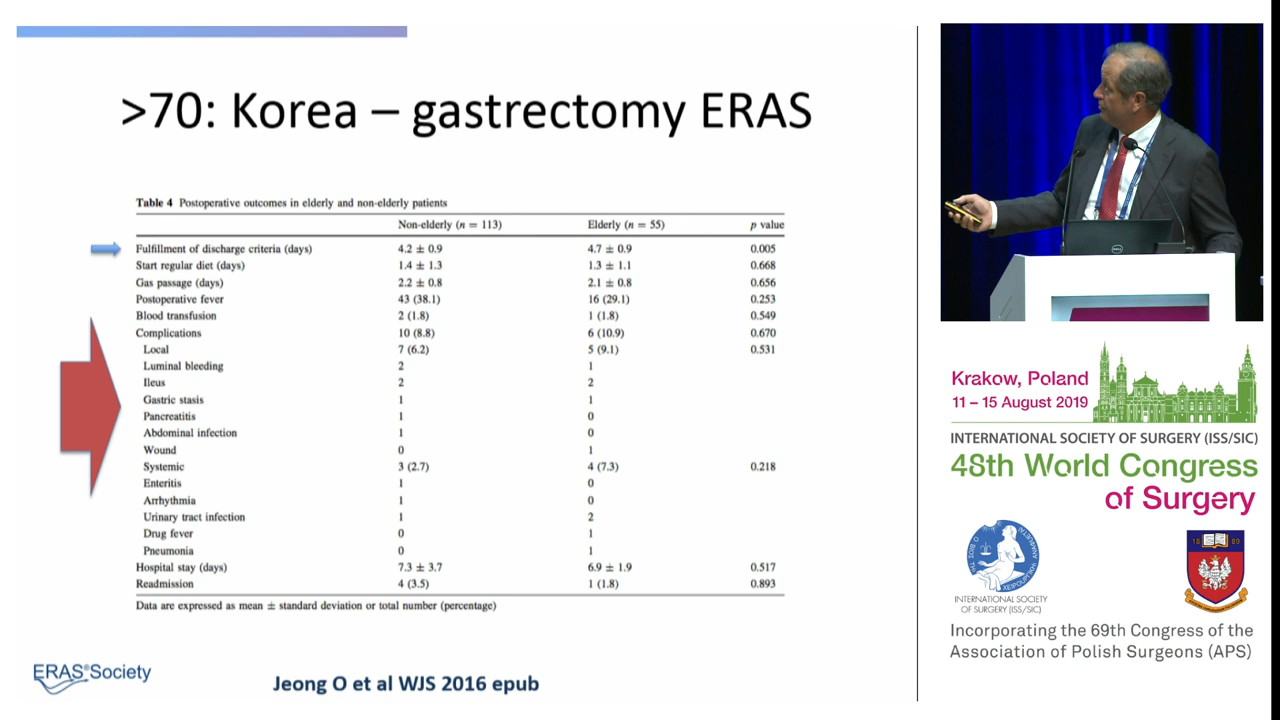 >70: Korea – gastrectomy ERAS
Table 4 Postoperative outcomes in elderly and non-elderly patients
Non-elderly (n = 113) Elderly (n = 55) p value
Fulfillment of discharge criteria (days) 4.2 ± 0.9 4.7 ± 0.9 0.005
Start regular diet (days) 1.4 ± 1.3 1.3 ± 1.1 0.668
Gas passage (days) 2.2 ± 0.8 2.1 ± 0.8 0.656
Postoperative fever 43 (38.1) 16 (29.1) 0.253
Blood transfusion 2 (1.8) 1 (1.8) 0.549
Complications 10 (8.8) 6 (10.9) 0.670
Local 7 (6.2) 5 (9.1) 0.531
Luminal bleeding 2 1
Ileus 2 2
Gastric stasis 1 1
Pancreatitis 1 0
Abdominal infection 1 0
Wound 0 1
Systemic 3 (2.7) 4 (7.3) 0.218
Enteritis 1 0
Arrhythmia 1 0
Urinary tract infection 1 2
Drug fever 0 1
Pneumonia 0 1
Hospital stay (days) 7.3 ± 3.7 6.9 ± 1.9 0.517
Readmission 4 (3.5) 1 (1.8) 0.893
Data are expressed as mean ± standard deviation or total number (percentage)
ERAS®Society
Jeong O et al WJS 2016 epub
DELL
Krakow, Poland
11 – 15 August 2019
INTERNATIONAL SOCIETY OF SURGERY (ISS/SIC)
48th World Congress
of Surgery
18 89
INTERNATIONAL SOCIETY
OF SURGERY (ISS/SIC)
Incorporating the 69th Congress of the
Association of Polish Surgeons (APS)